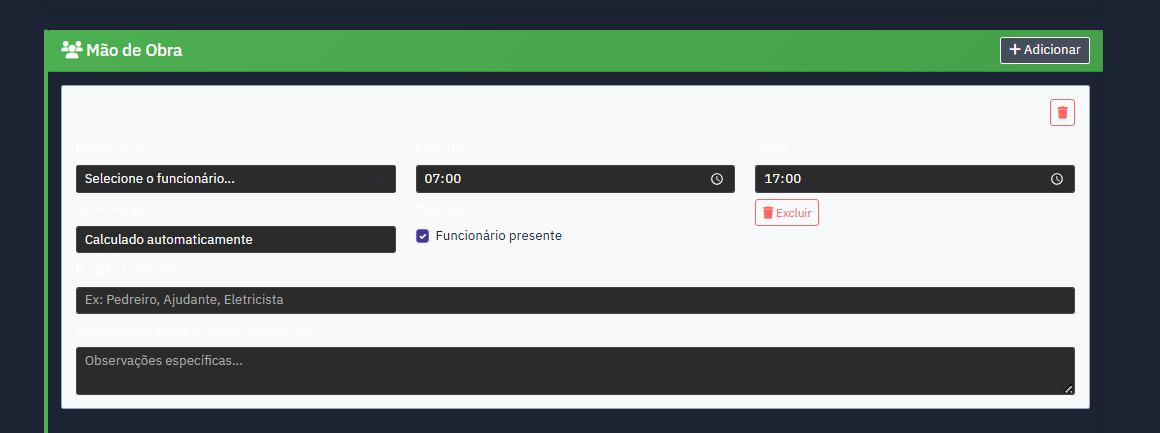 Mão de Obra
Adicionar
Funcionário
Entrada
Saída
Selecione o funcionário...
07:00
17:00
Total Horas
Presente
Excluir
Calculado automaticamente
Funcionário presente
Função Exercida
Ex: Pedreiro, Ajudante, Eletricista
Observações sobre o funcionário no dia
Observações específicas...